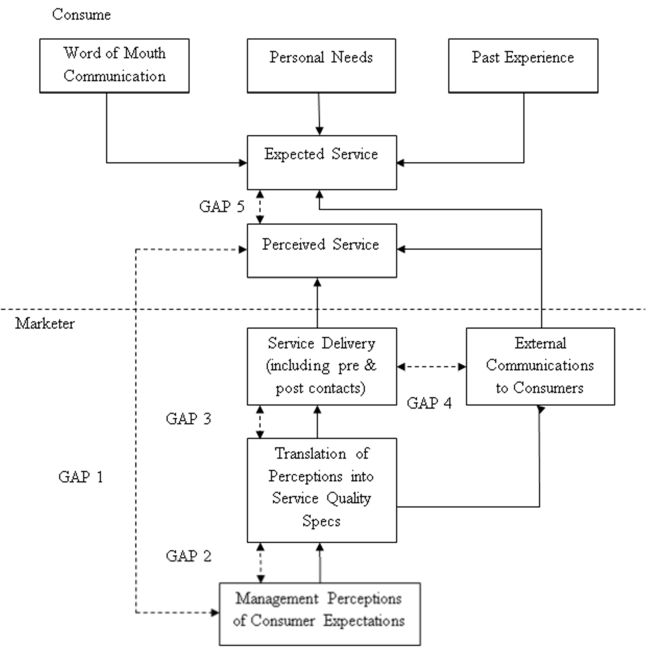 Consume
Word of Mouth
Communication
Personal Needs
Past Experience
Expected Service
GAP 5
Perceived Service
Marketer
Service Delivery
(including pre &
post contacts)
External
Communications
to Consumers
GAP 4
GAP 3
Translation of
Perceptions into
Service Quality
Specs
GAP 1
GAP 2
Management Perceptions
of Consumer Expectations